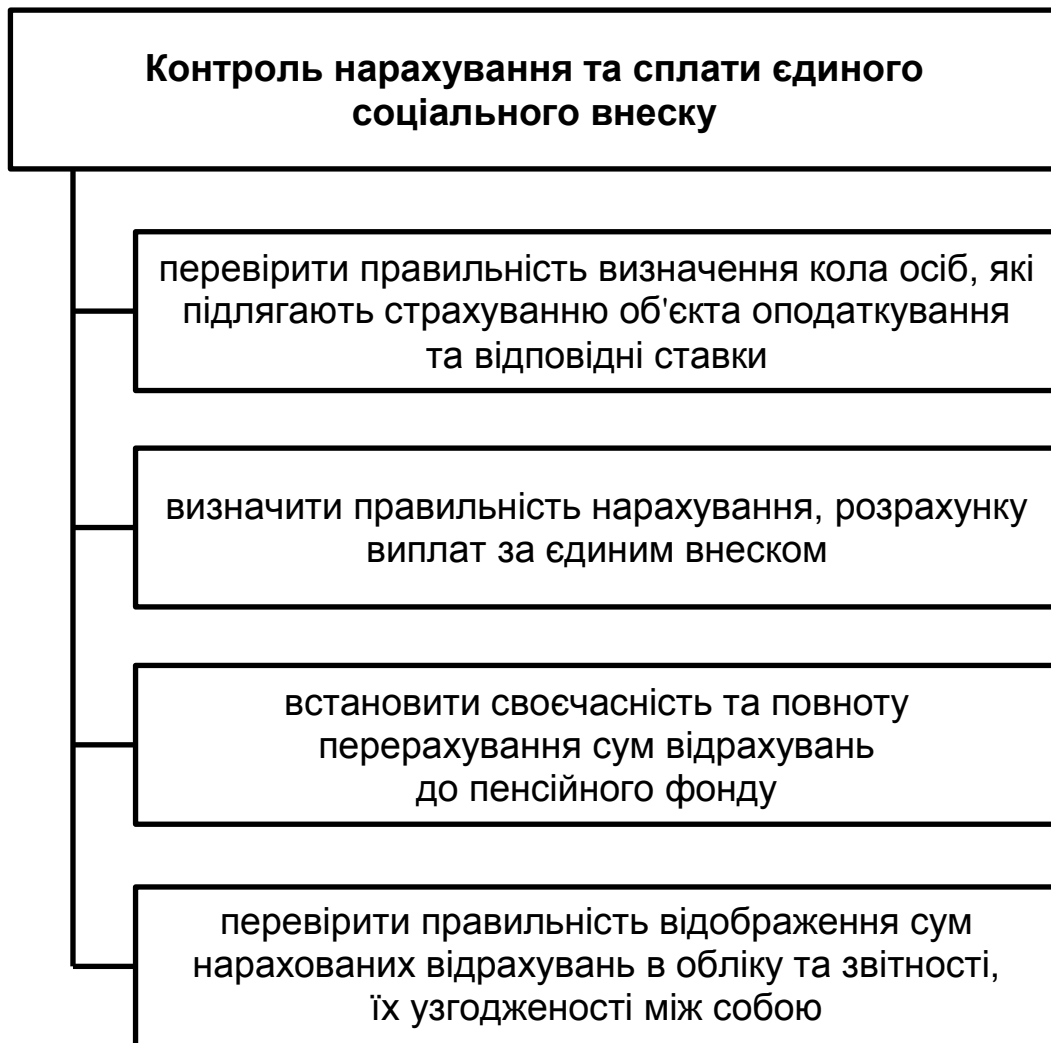 Контроль нарахування та сплати єдиного
соціального внеску
перевірити правильність визначення кола осіб, які
підлягають страхуванню об'єкта оподаткування
та відповідні ставки
визначити правильність нарахування, розрахунку
виплат за єдиним внеском
встановити своєчасність та повноту
перерахування сум відрахувань
до пенсійного фонду
перевірити правильність відображення сум
нарахованих відрахувань в обліку та звітності,
їх узгодженості між собою